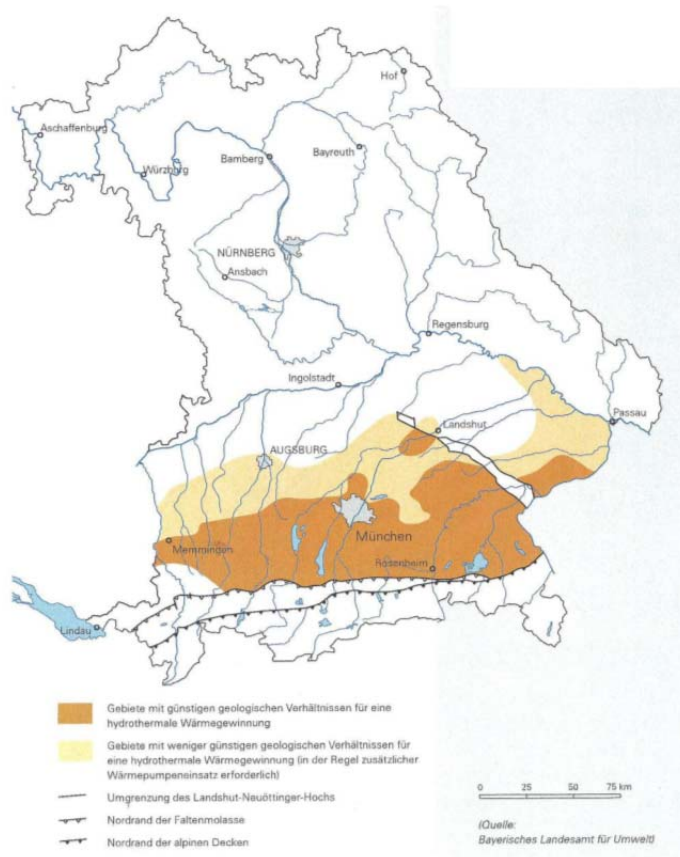 Hof
Aschaffenburg
Würzburg
Bamberg
Bayreuth
NÜRNBERG
Ansbach
Regensburg
Ingolstadt
Passau
Landshut
AUGSBURG
München
Memmingen
Rosenheim
Lindau
Gebiete mit günstigen geologischen Verhältnissen für eine
hydrothermale Wärmegewinnung
Gebiete mit weniger günstigen geologischen Verhältnissen für
eine hydrothermale Wärmegewinnung (in der Regel zusätzlicher
Wärmepumpeneinsatz erforderlich)
Umgrenzung des Landshut-Neuöttinger-Hochs
Nordrand der Faltenmolasse
Nordrand der alpinen Decken
0 25 50 75 km
(Quelle:
Bayerisches Landesamt für Umwelt)